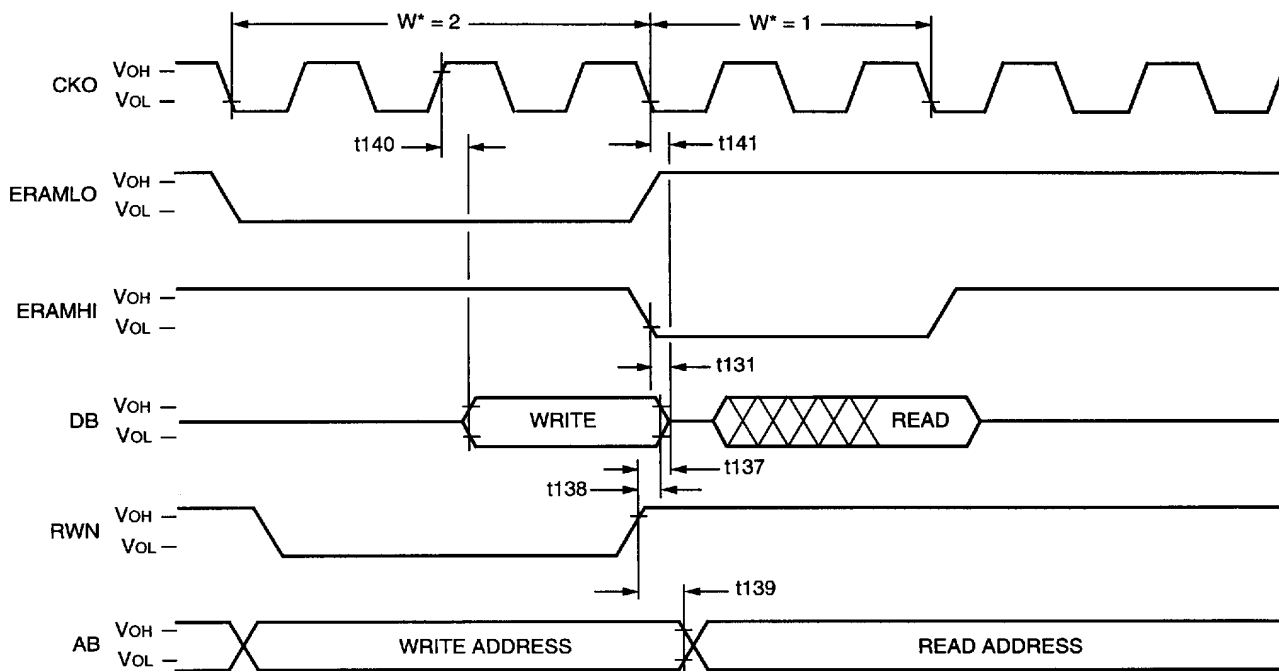 W* = 2
W* = 1
CKO
VOH
VOL
t140
t141
ERAMLO
VOH
VOL
ERAMHI
VOH
VOL
t131
DB
VOH
VOL
WRITE
READ
t137
t138
RWN
VOH
VOL
t139
AB
VOH
VOL
WRITE ADDRESS
READ ADDRESS